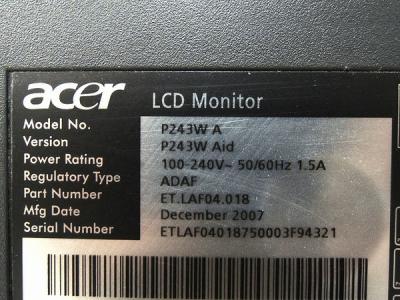 acer LCD Monitor
Model No. P243W A
Version P243W Aid
Power Rating 100-240V~ 50/60Hz 1.5A
Regulatory Type ADAF
Part Number ET.LAF04.018
Mfg Date December 2007
Serial Number ETLAF04018750003F94321